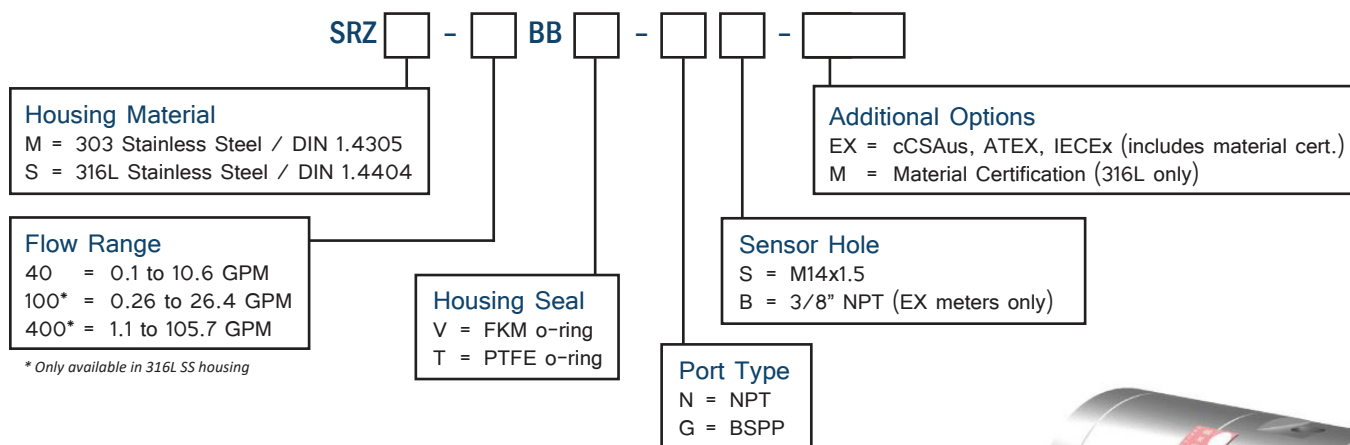 SRZ - BB - -
Housing Material
M = 303 Stainless Steel / DIN 1.4305
S = 316L Stainless Steel / DIN 1.4404
Flow Range
40 = 0.1 to 10.6 GPM
100* = 0.26 to 26.4 GPM
400* = 1.1 to 105.7 GPM
* Only available in 316L SS housing
Housing Seal
V = FKM o-ring
T = PTFE o-ring
Port Type
N = NPT
G = BSPP
Sensor Hole
S = M14x1.5
B = 3/8” NPT (EX meters only)
Additional Options
EX = cCSAus, ATEX, IECEx (includes material cert.)
M = Material Certification (316L only)